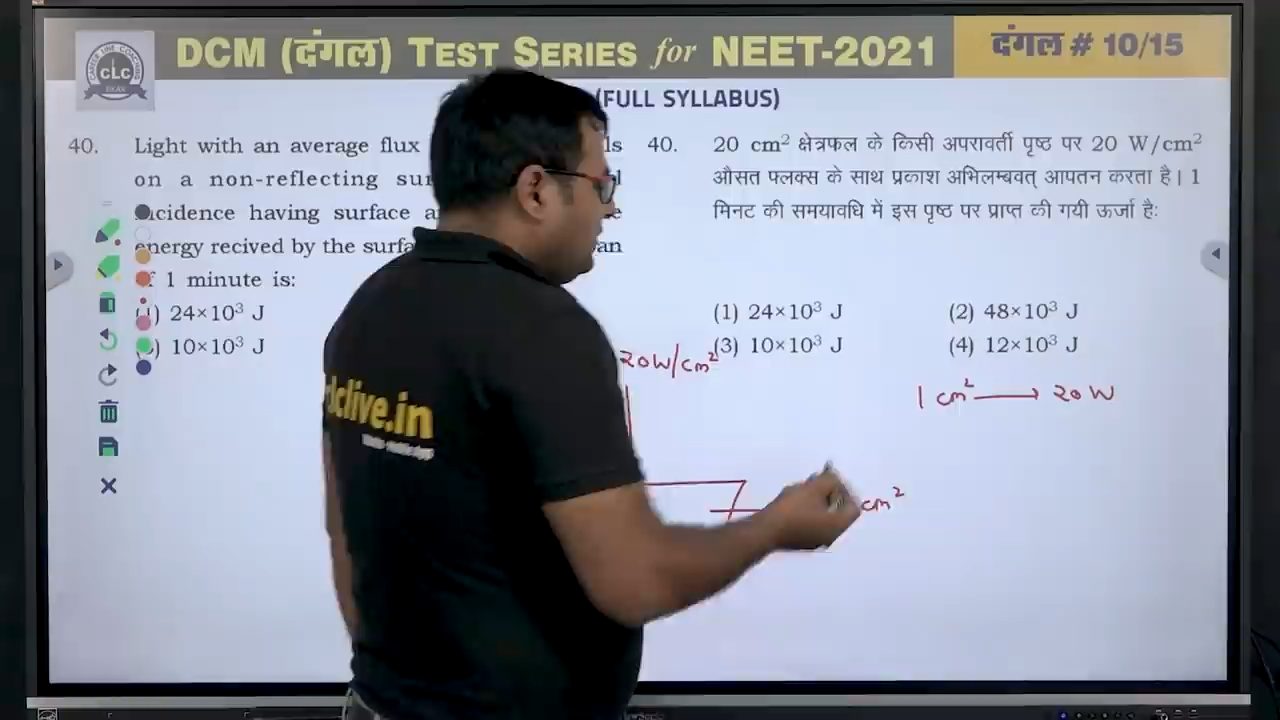 DCM (दंगल) TEST SERIES for NEET-2021
दंगल # 10/15
(FULL SYLLABUS)
CLC
40. Light with an average flux
on a non-reflecting
incidence having surface
energy recived by the
1 minute is:
(1) 24×10³ J
10×10³ J
40. 20 cm² क्षेत्रफल के किसी अपरावर्ती पृष्ठ पर 20 W/cm²
औसत फ्लक्स के साथ प्रकाश अभिलम्बवत् आपतन करता है। 1
मिनट की समयावधि में इस पृष्ठ पर प्राप्त की गयी ऊर्जा है:
(1) 24×10³ J (2) 48×10³ J
(3) 10×10³ J (4) 12×10³ J
20W/cm²
1 cm² → 20 W
cm²
clclive.in